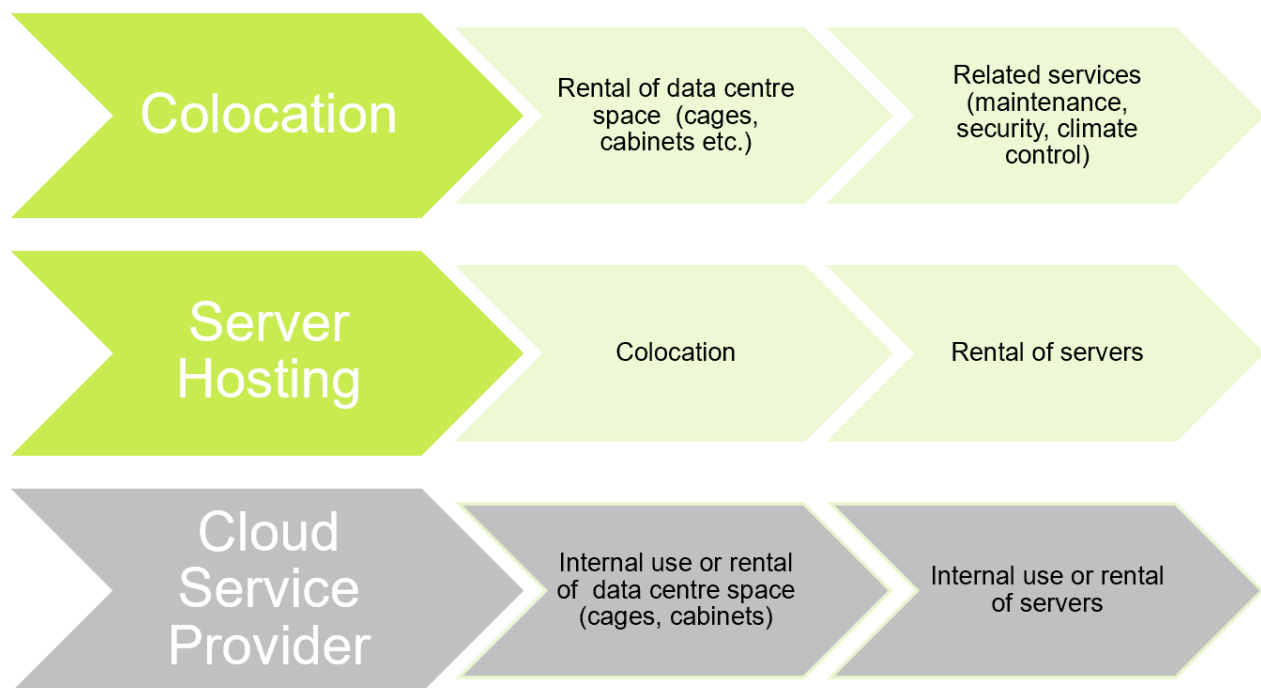 Colocation
Rental of data centre
space  (cages,
cabinets etc.)
Related services
(maintenance,
security, climate
control)
Server
Hosting
Colocation
Rental of servers
Cloud
Service
Provider
Internal use or rental
of  data centre space
(cages, cabinets)
Internal use or rental
of servers